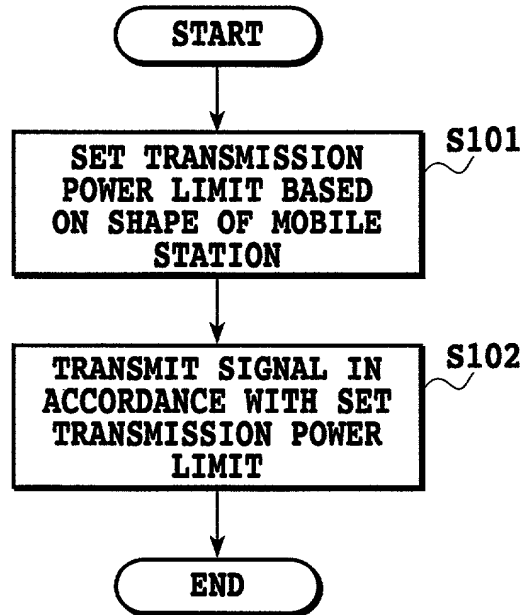 START
SET TRANSMISSION
POWER LIMIT BASED
ON SHAPE OF MOBILE
STATION
S101
TRANSMIT SIGNAL IN
ACCORDANCE WITH SET
TRANSMISSION POWER
LIMIT
S102
END